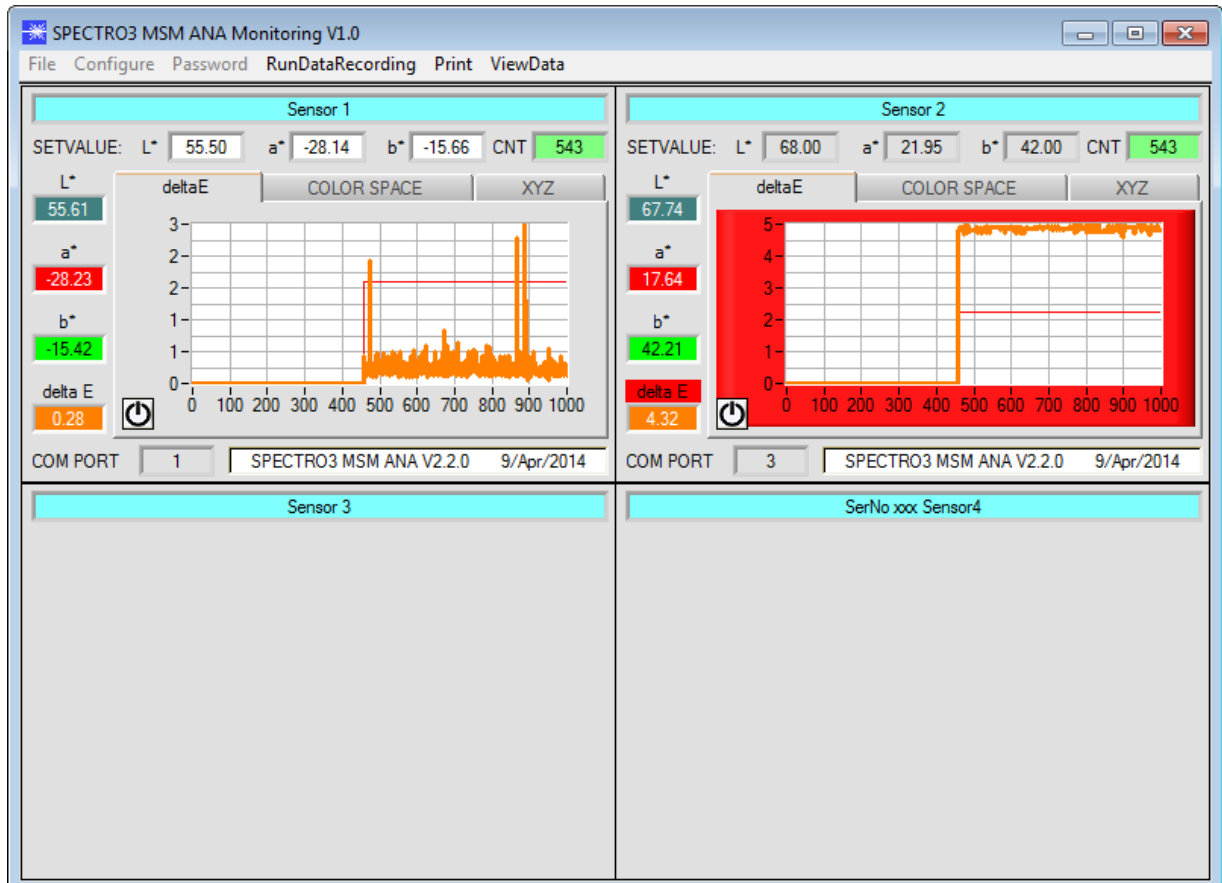 SPECTRO3 MSM ANA Monitoring V1.0
File Configure Password RunDataRecording Print ViewData
Sensor 1
SETVALUE: L* 55.50 a* -28.14 b* -15.66 CNT 543
L*
55.61
a*
-28.23
b*
-15.42
delta E
0.28
deltaE COLOR SPACE XYZ
3
2
2
1
1
0
0 100 200 300 400 500 600 700 800 900 1000
COM PORT 1 SPECTRO3 MSM ANA V2.2.0 9/Apr/2014
Sensor 2
SETVALUE: L* 68.00 a* 21.95 b* 42.00 CNT 543
L*
67.74
a*
17.64
b*
42.21
delta E
4.32
deltaE COLOR SPACE XYZ
5
4
3
2
1
0
0 100 200 300 400 500 600 700 800 900 1000
COM PORT 3 SPECTRO3 MSM ANA V2.2.0 9/Apr/2014
Sensor 3
SerNo xxx Sensor4